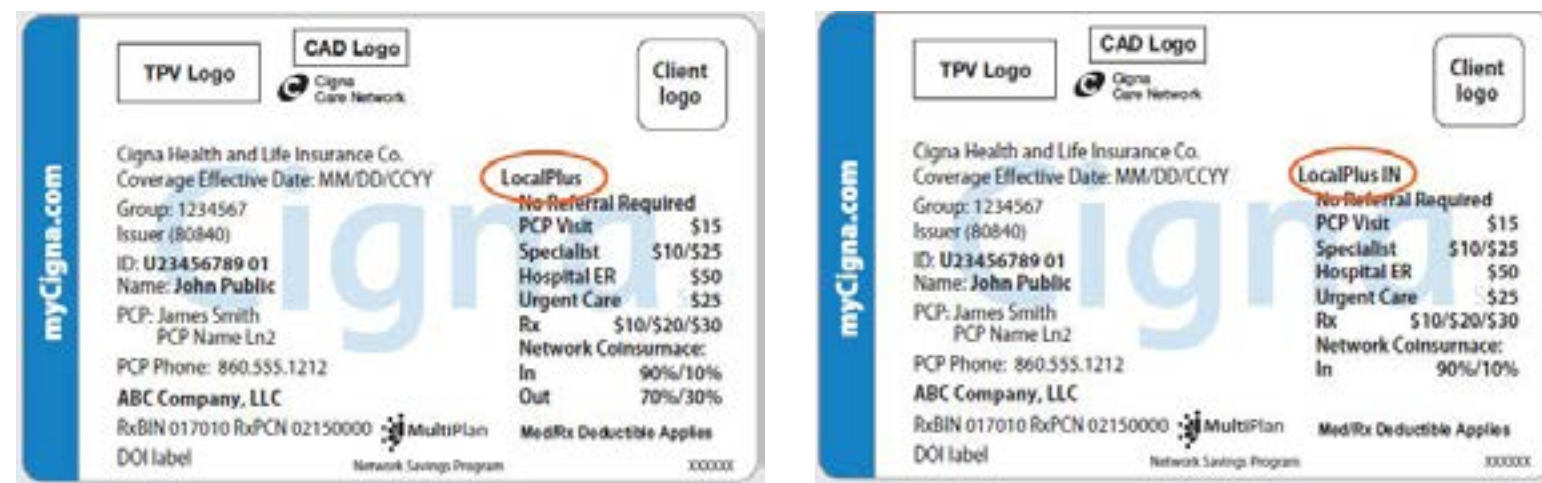 myCigna.com
TPV Logo
CAD Logo
Cigna
Care Network
Client
logo
Cigna Health and Life Insurance Co.
Coverage Effective Date: MM/DD/CCYY
Group: 1234567
Issuer (80840)
ID: U23456789 01
Name: John Public
PCP: James Smith
PCP Name Ln2
PCP Phone: 860.555.1212
ABC Company, LLC
RxBIN 017010 RxPCN 02150000
DOI label
MultiPlan
Network Savings Program
LocalPlus
No Referral Required
PCP Visit $15
Specialist $10/$25
Hospital ER $50
Urgent Care $25
Rx $10/$20/$30
Network Coinsurnace:
In 90%/10%
Out 70%/30%
Med/Rx Deductible Applies
XXXXXX
Cigna
myCigna.com
TPV Logo
CAD Logo
Cigna
Care Network
Client
logo
Cigna Health and Life Insurance Co.
Coverage Effective Date: MM/DD/CCYY
Group: 1234567
Issuer (80840)
ID: U23456789 01
Name: John Public
PCP: James Smith
PCP Name Ln2
PCP Phone: 860.555.1212
ABC Company, LLC
RxBIN 017010 RxPCN 02150000
DOI label
MultiPlan
Network Savings Program
LocalPlus IN
No Referral Required
PCP Visit $15
Specialist $10/$25
Hospital ER $50
Urgent Care $25
Rx $10/$20/$30
Network Coinsurnace:
In 90%/10%
Med/Rx Deductible Applies
XXXXXX
Cigna